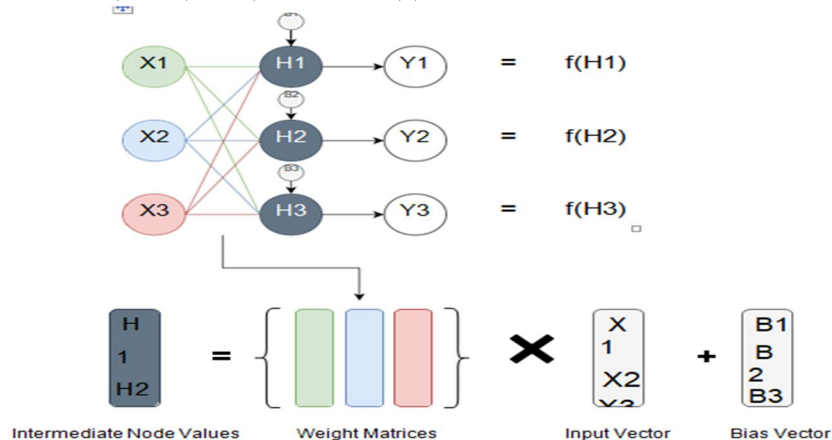 X1 H1 Y1 = f(H1)
B2
X2 H2 Y2 = f(H2)
B3
X3 H3 Y3 = f(H3)
H
1
H2
=
X
1
X2
X3
+
B1
B
2
B3
Intermediate Node Values Weight Matrices Input Vector Bias Vector